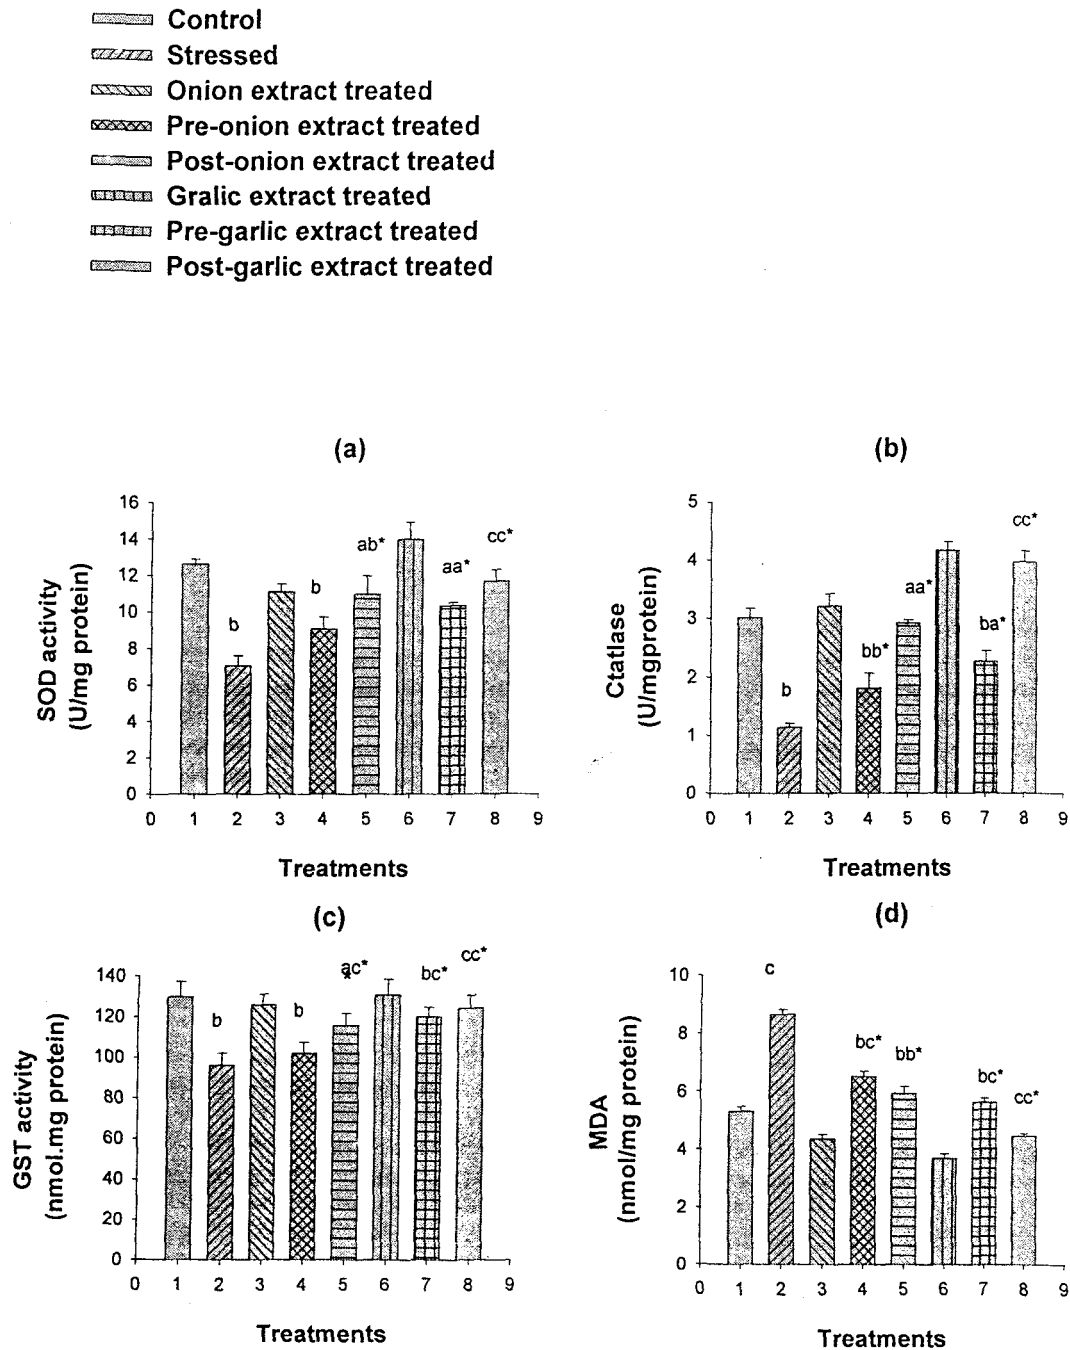 Control
Stressed
Onion extract treated
Pre-onion extract treated
Post-onion extract treated
Gralic extract treated
Pre-garlic extract treated
Post-garlic extract treated
(a)
16
14
12
10
8
6
4
2
0
SOD activity
(U/mg protein)
b
b
ab*
aa*
cc*
0 1 2 3 4 5 6 7 8 9
Treatments
(b)
5
4
3
2
1
0
Ctatlase
(U/mgprotein)
b
bb*
aa*
ba*
cc*
0 1 2 3 4 5 6 7 8 9
Treatments
(c)
140
120
100
80
60
40
20
0
GST activity
(nmol.mg protein)
b
b
ac*
*
bc*
cc*
0 1 2 3 4 5 6 7 8 9
Treatments
(d)
10
8
6
4
2
0
MDA
(nmol/mg protein)
c
bc*
bb*
bc*
cc*
0 1 2 3 4 5 6 7 8 9
Treatments